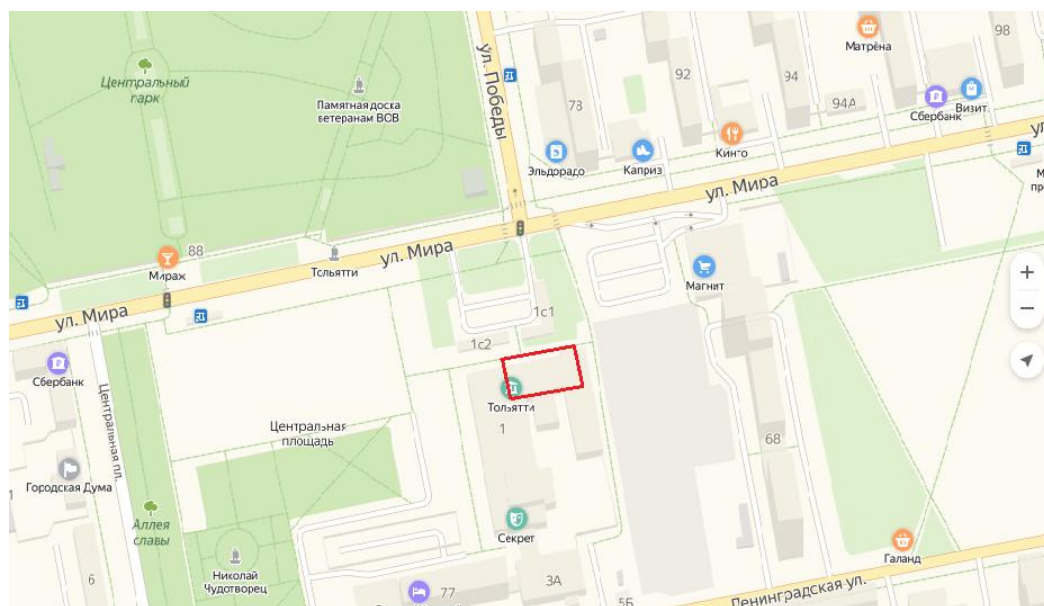 98
Матрёна
92
94
94А
Сбербанк
Визит
Центральный
парк
Памятная доска
ветеранам ВОВ
ул. Победы
73
Эльдорадо
Каприз
Кинго
ул. Мира
88
Мираж
Тольятти
ул. Мира
Магнит
ул. Мира
1с1
1с2
Сбербанк
Центральная пл.
Тольятти
1
Центральная
площадь
68
Городская Дума
Аллея
славы
Секрет
Николай
Чудотворец
6
77
3А
5Б
Галанд
Ленинградская ул.
+
−